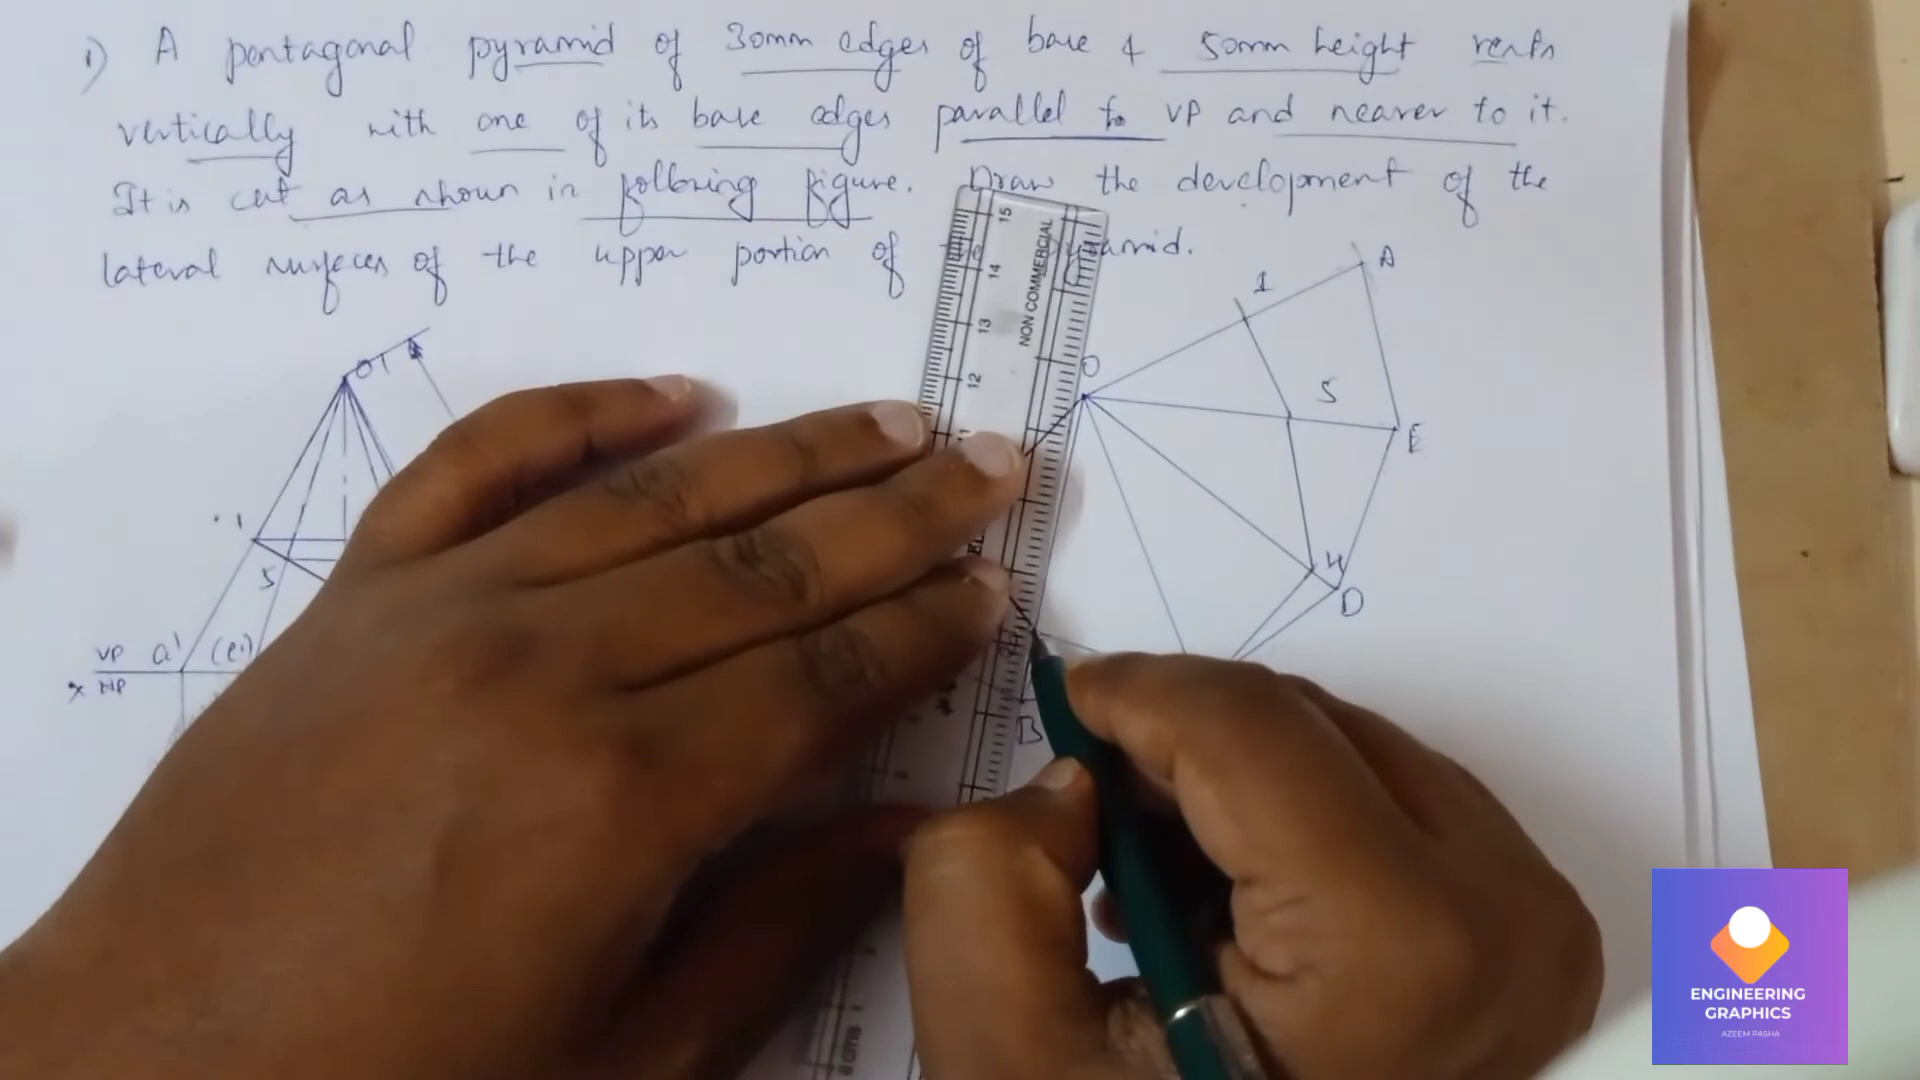 1) A pentagonal pyramid of 30mm edges of base & 50mm height rests
vertically with one of its base edges parallel to VP and nearer to it.
It is cut as shown in following figure. Draw the development of the
lateral surfaces of the upper portion of the pyramid.
O1
1
5
VP a' (e')
X HP
15
14
13
12
11
NON COMMERCIAL
O
1
A
5
E
4
D
B
ENGINEERING
GRAPHICS
AZEEM PASHA